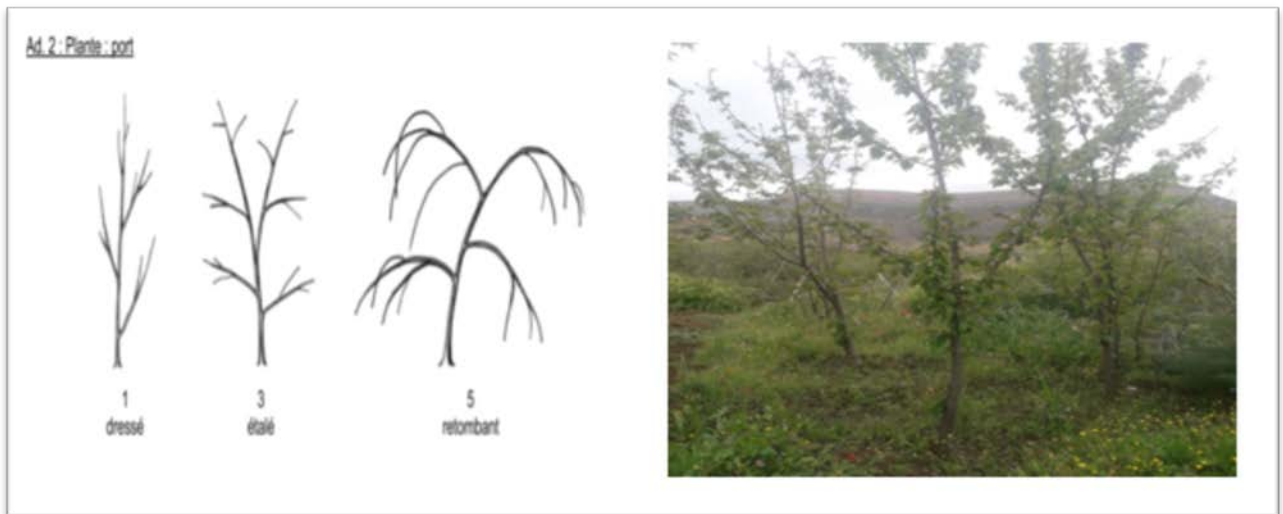 Ad. 2 : Plante : port
1
3
5
dressé
étalé
retombant